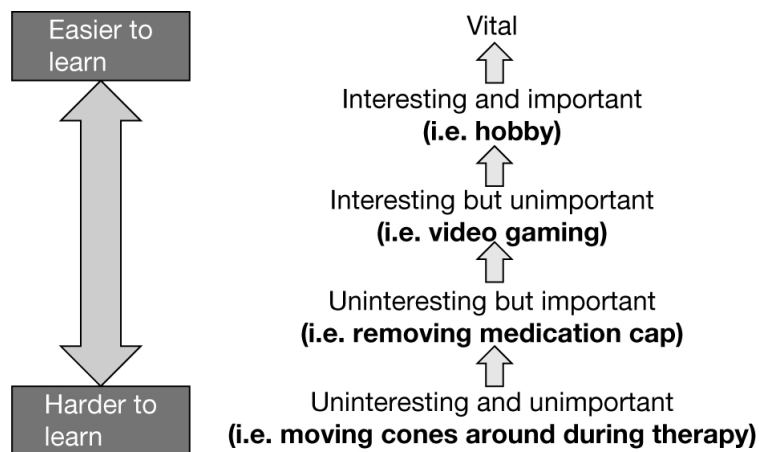 Easier to
learn
Vital
Interesting and important
(i.e. hobby)
Interesting but unimportant
(i.e. video gaming)
Uninteresting but important
(i.e. removing medication cap)
Harder to
learn
Uninteresting and unimportant
(i.e. moving cones around during therapy)